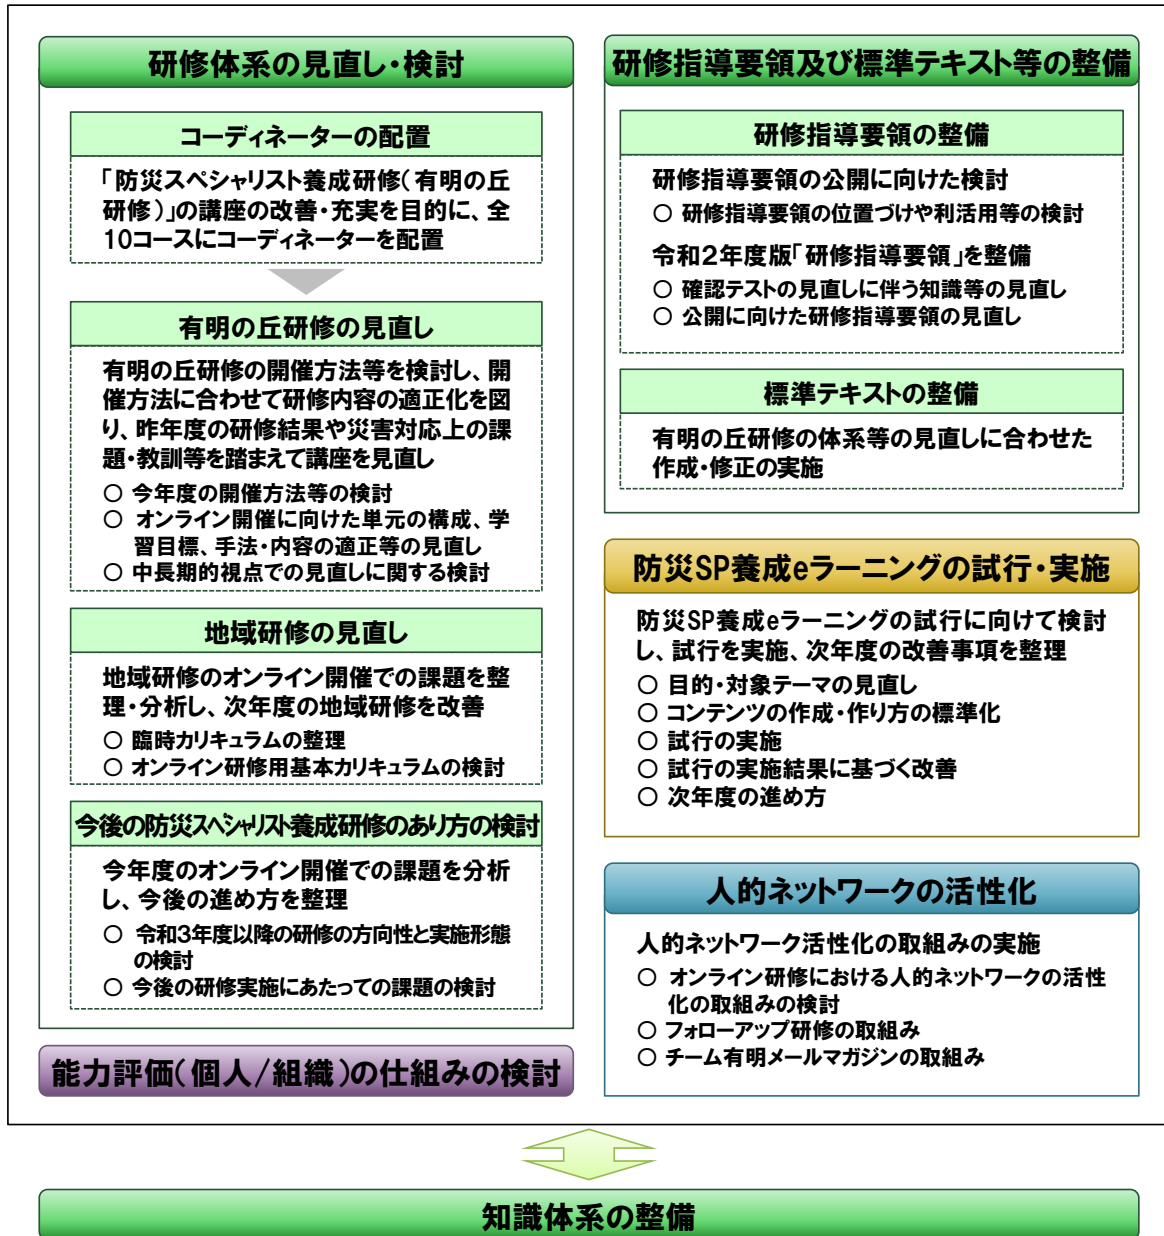 研修体系の見直し・検討
コーディネーターの配置
「防災スペシャリスト養成研修(有明の丘
研修)」の講座の改善・充実を目的に、全
10コースにコーディネーターを配置
有明の丘研修の見直し
有明の丘研修の開催方法等を検討し、開
催方法に合わせて研修内容の適正化を図
り、昨年度の研修結果や災害対応上の課
題・教訓等を踏まえて講座を見直し
○ 今年度の開催方法等の検討
○ オンライン開催に向けた単元の構成、学
習目標、手法・内容の適正等の見直し
○ 中長期的視点での見直しに関する検討
地域研修の見直し
地域研修のオンライン開催での課題を整
理・分析し、次年度の地域研修を改善
○ 臨時カリキュラムの整理
○ オンライン研修用基本カリキュラムの検討
今後の防災スペシャリスト養成研修のあり方の検討
今年度のオンライン開催での課題を分析
し、今後の進め方を整理
○ 令和3年度以降の研修の方向性と実施形態
の検討
○ 今後の研修実施にあたっての課題の検討
能力評価(個人/組織)の仕組みの検討
研修指導要領及び標準テキスト等の整備
研修指導要領の整備
研修指導要領の公開に向けた検討
○ 研修指導要領の位置づけや利活用等の検討
令和2年度版「研修指導要領」を整備
○ 確認テストの見直しに伴う知識等の見直し
○ 公開に向けた研修指導要領の見直し
標準テキストの整備
有明の丘研修の体系等の見直しに合わせた
作成・修正の実施
防災SP養成eラーニングの試行・実施
防災SP養成eラーニングの試行に向けて検討
し、試行を実施、次年度の改善事項を整理
○ 目的・対象テーマの見直し
○ コンテンツの作成・作り方の標準化
○ 試行の実施
○ 試行の実施結果に基づく改善
○ 次年度の進め方
人的ネットワークの活性化
人的ネットワーク活性化の取組みの実施
○ オンライン研修における人的ネットワークの活性
化の取組みの検討
○ フォローアップ研修の取組み
○ チーム有明メールマガジンの取組み
知識体系の整備